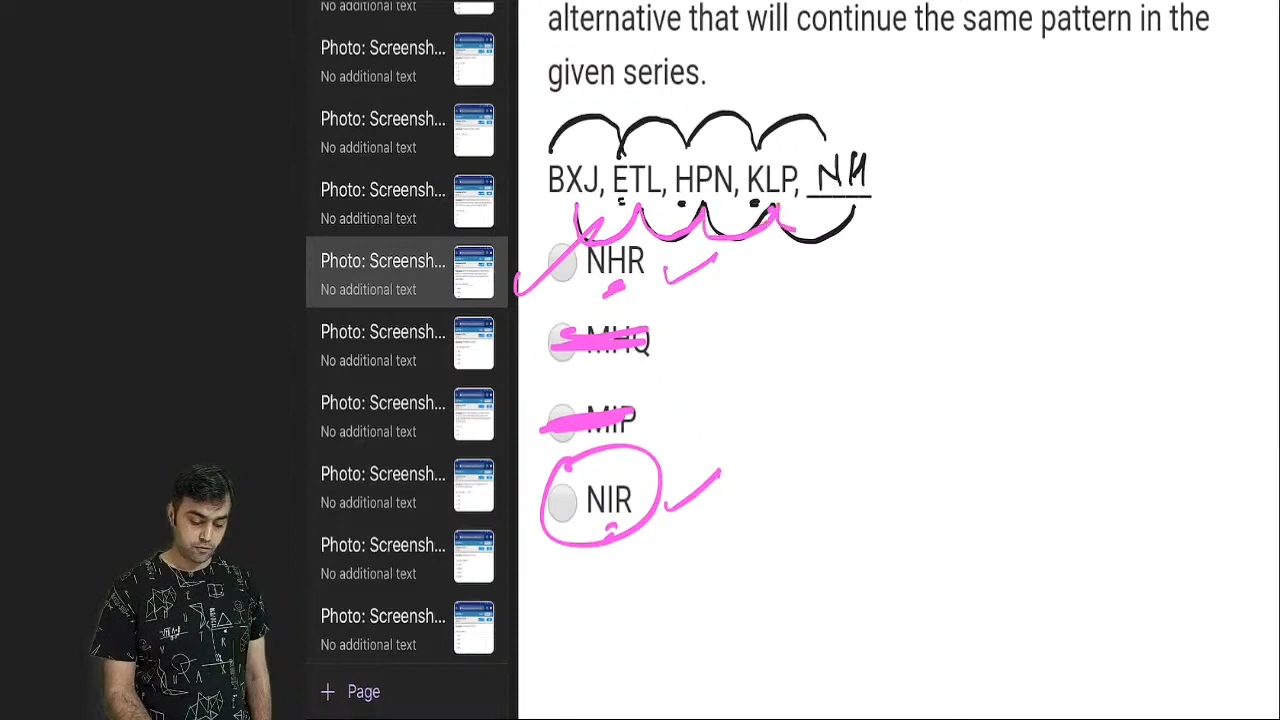 No additional text
Photo: Screensh...
No additional text
Photo: Screensh...
No additional text
Photo: Screensh...
No additional text
Photo: Screensh...
No additional text
Photo: Screensh...
No additional text
Photo: Screensh...
No additional text
Photo: Screensh...
No additional text
Photo: Screensh...
No additional text
Photo: Screensh...
No additional text
+ Page
alternative that will continue the same pattern in the
given series.
BXJ, ETL, HPN, KLP, NH
NHR
MHQ
MIP
NIR